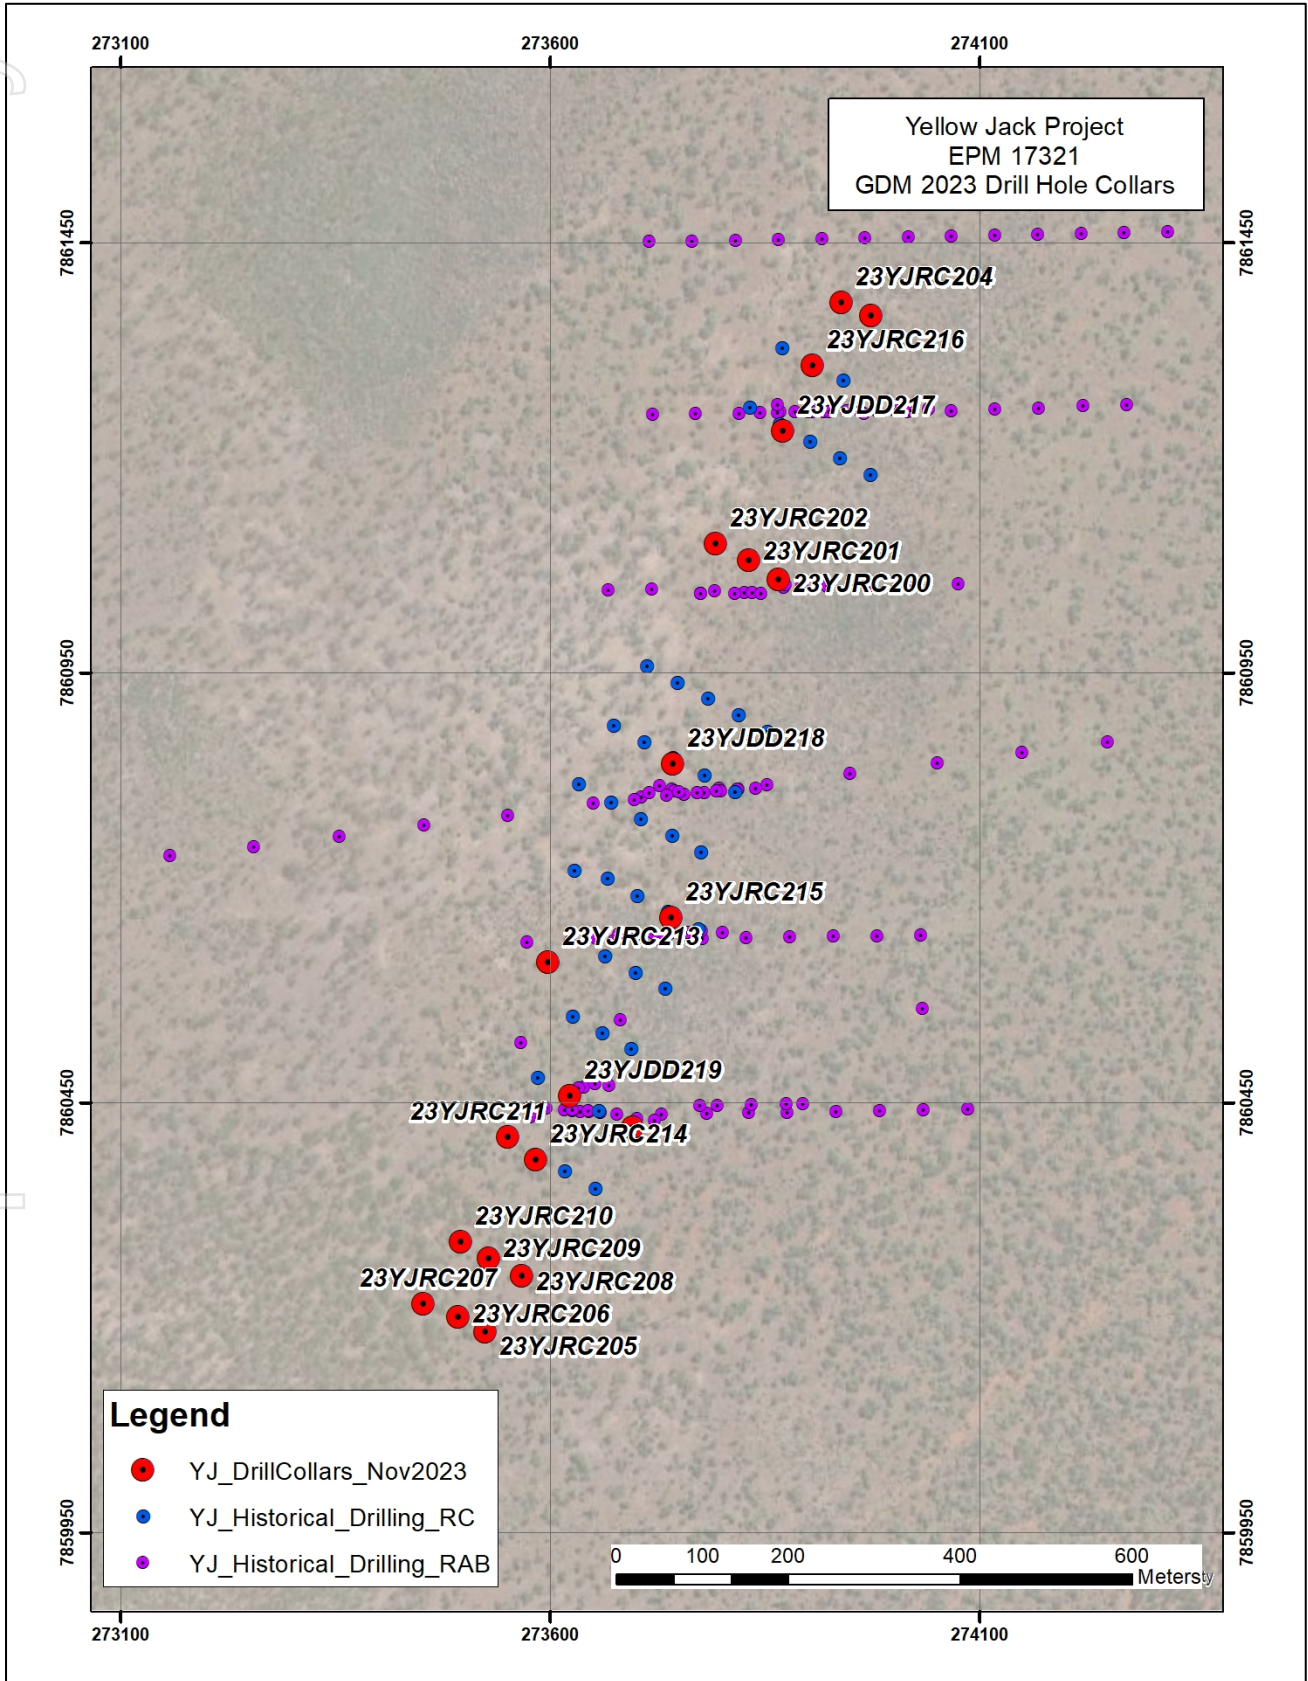 273100
273600
274100
Yellow Jack Project
EPM 17321
GDM 2023 Drill Hole Collars
7861450
7861450
23YJRC204
23YJRC216
23YJDD217
23YJRC202
23YJRC201
23YJRC200
7860950
7860950
23YJDD218
23YJRC215
23YJRC213
23YJDD219
7860450
7860450
23YJRC211
23YJRC214
23YJRC210
23YJRC209
23YJRC207
23YJRC208
23YJRC206
23YJRC205
Legend
YJ_DrillCollars_Nov2023
YJ_Historical_Drilling_RC
YJ_Historical_Drilling_RAB
7859950
7859950
0 100 200 400 600
Meters
273100
273600
274100